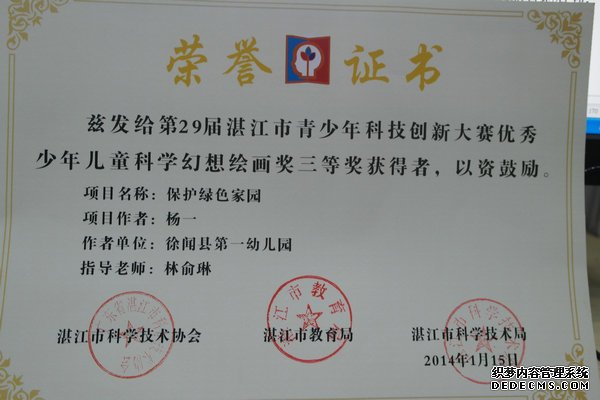 荣誉证书
兹发给第29届湛江市青少年科技创新大赛优秀
少年儿童科学幻想绘画奖三等奖获得者，以资鼓励。
项目名称：保护绿色家园
项目作者：杨一
作者单位：徐闻县第一幼儿园
指导老师：林俞琳
湛江市科学技术协会
湛江市教育局
湛江市科学技术局
2014年1月15日
织梦内容管理系统
DEDECMS.COM